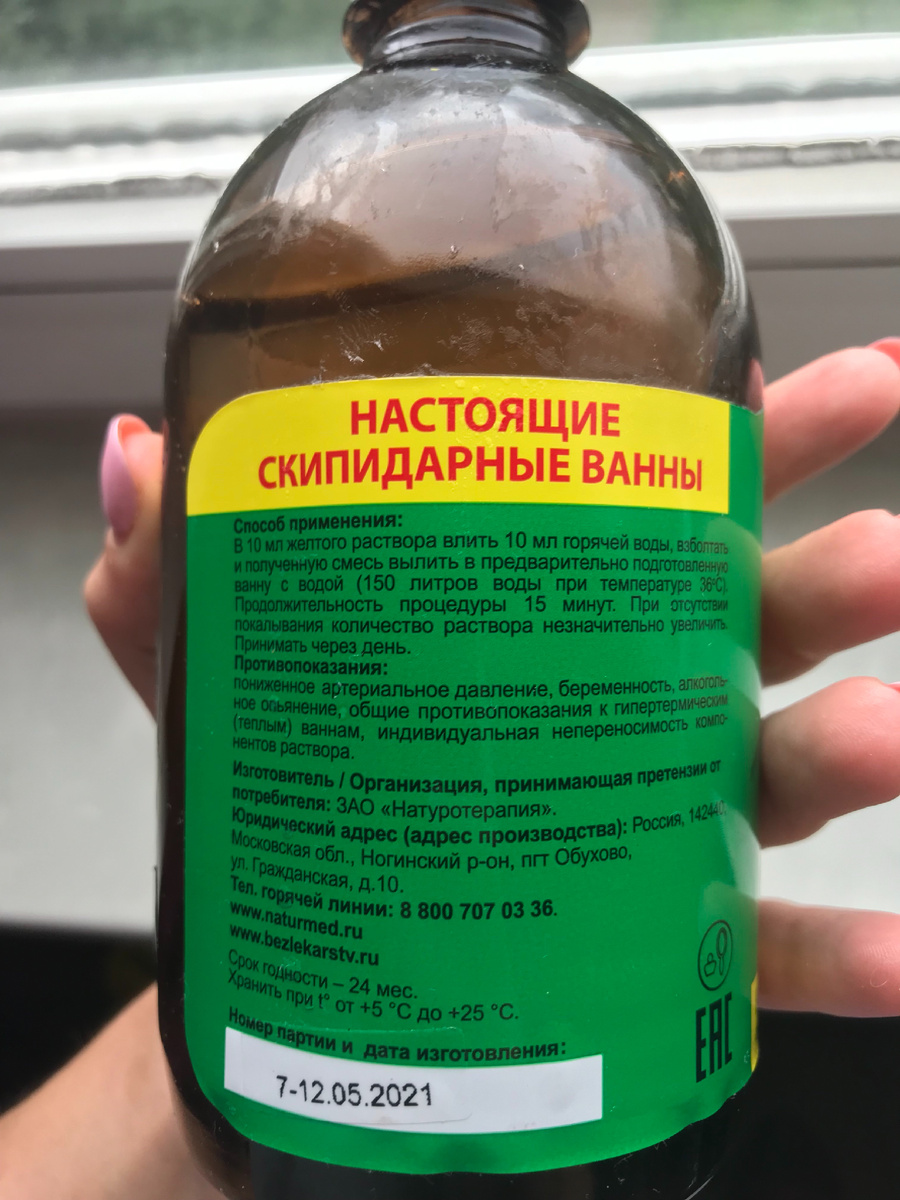 НАСТОЯЩИЕ
СКИПИДАРНЫЕ ВАННЫ
Способ применения:
В 10 мл желтого раствора влить 10 мл горячей воды, взболтать
и полученную смесь вылить в предварительно подготовленную
ванну с водой (150 литров воды при температуре 36°С).
Продолжительность процедуры 15 минут. При отсутствии
покалывания количество раствора незначительно увеличить.
Принимать через день.
Противопоказания:
пониженное артериальное давление, беременность, алкоголь-
ное опьянение, общие противопоказания к гипертермическим
(теплым) ваннам, индивидуальная непереносимость компо-
нентов раствора.
Изготовитель / Организация, принимающая претензии от
потребителя: ЗАО «Натуротерапия».
Юридический адрес (адрес производства): Россия, 142440,
Московская обл., Ногинский р-он, пгт Обухово,
ул. Гражданская, д.10.
Тел. горячей линии: 8 800 707 03 36.
www.naturmed.ru
www.bezlekarstv.ru
Срок годности – 24 мес.
Хранить при t° от +5 °С до +25 °С.
Номер партии и дата изготовления:
7-12.05.2021
EAC